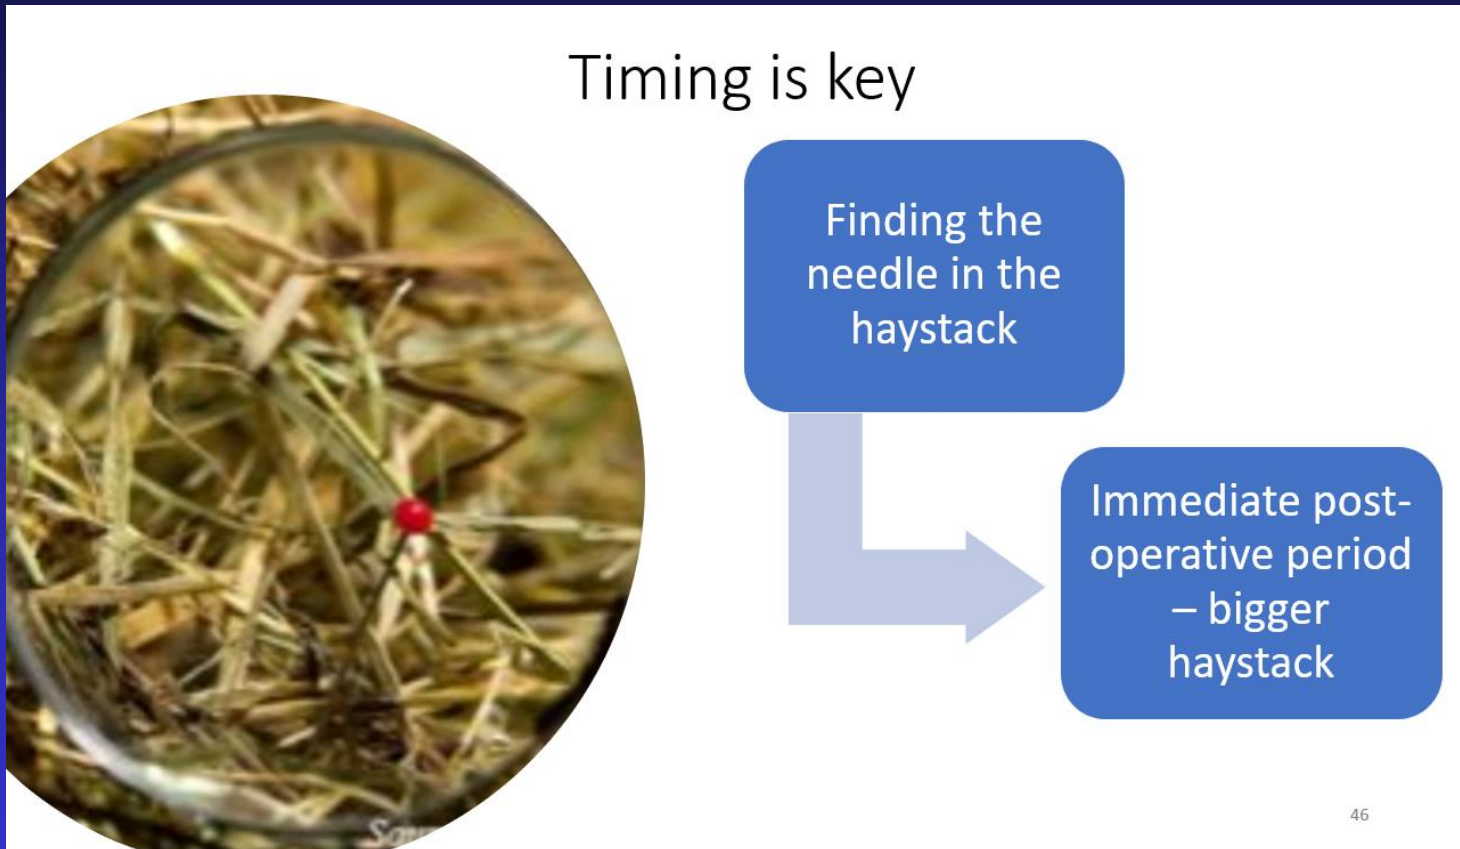 Timing is key
Finding the
needle in the
haystack
Immediate post-
operative period
– bigger
haystack
46